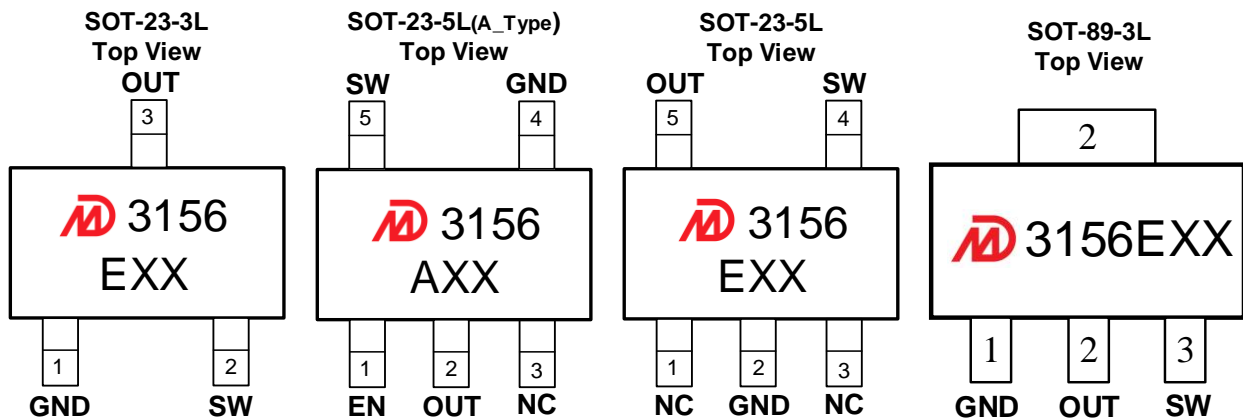 SOT-23-3L
Top View
OUT
3
3156
EXX
1
2
GND
SW
SOT-23-5L(A_Type)
Top View
SW
GND
5
4
3156
AXX
1
2
3
EN
OUT
NC
SOT-23-5L
Top View
OUT
SW
5
4
3156
EXX
1
2
3
NC
GND
NC
SOT-89-3L
Top View
2
3156EXX
1
2
3
GND
OUT
SW